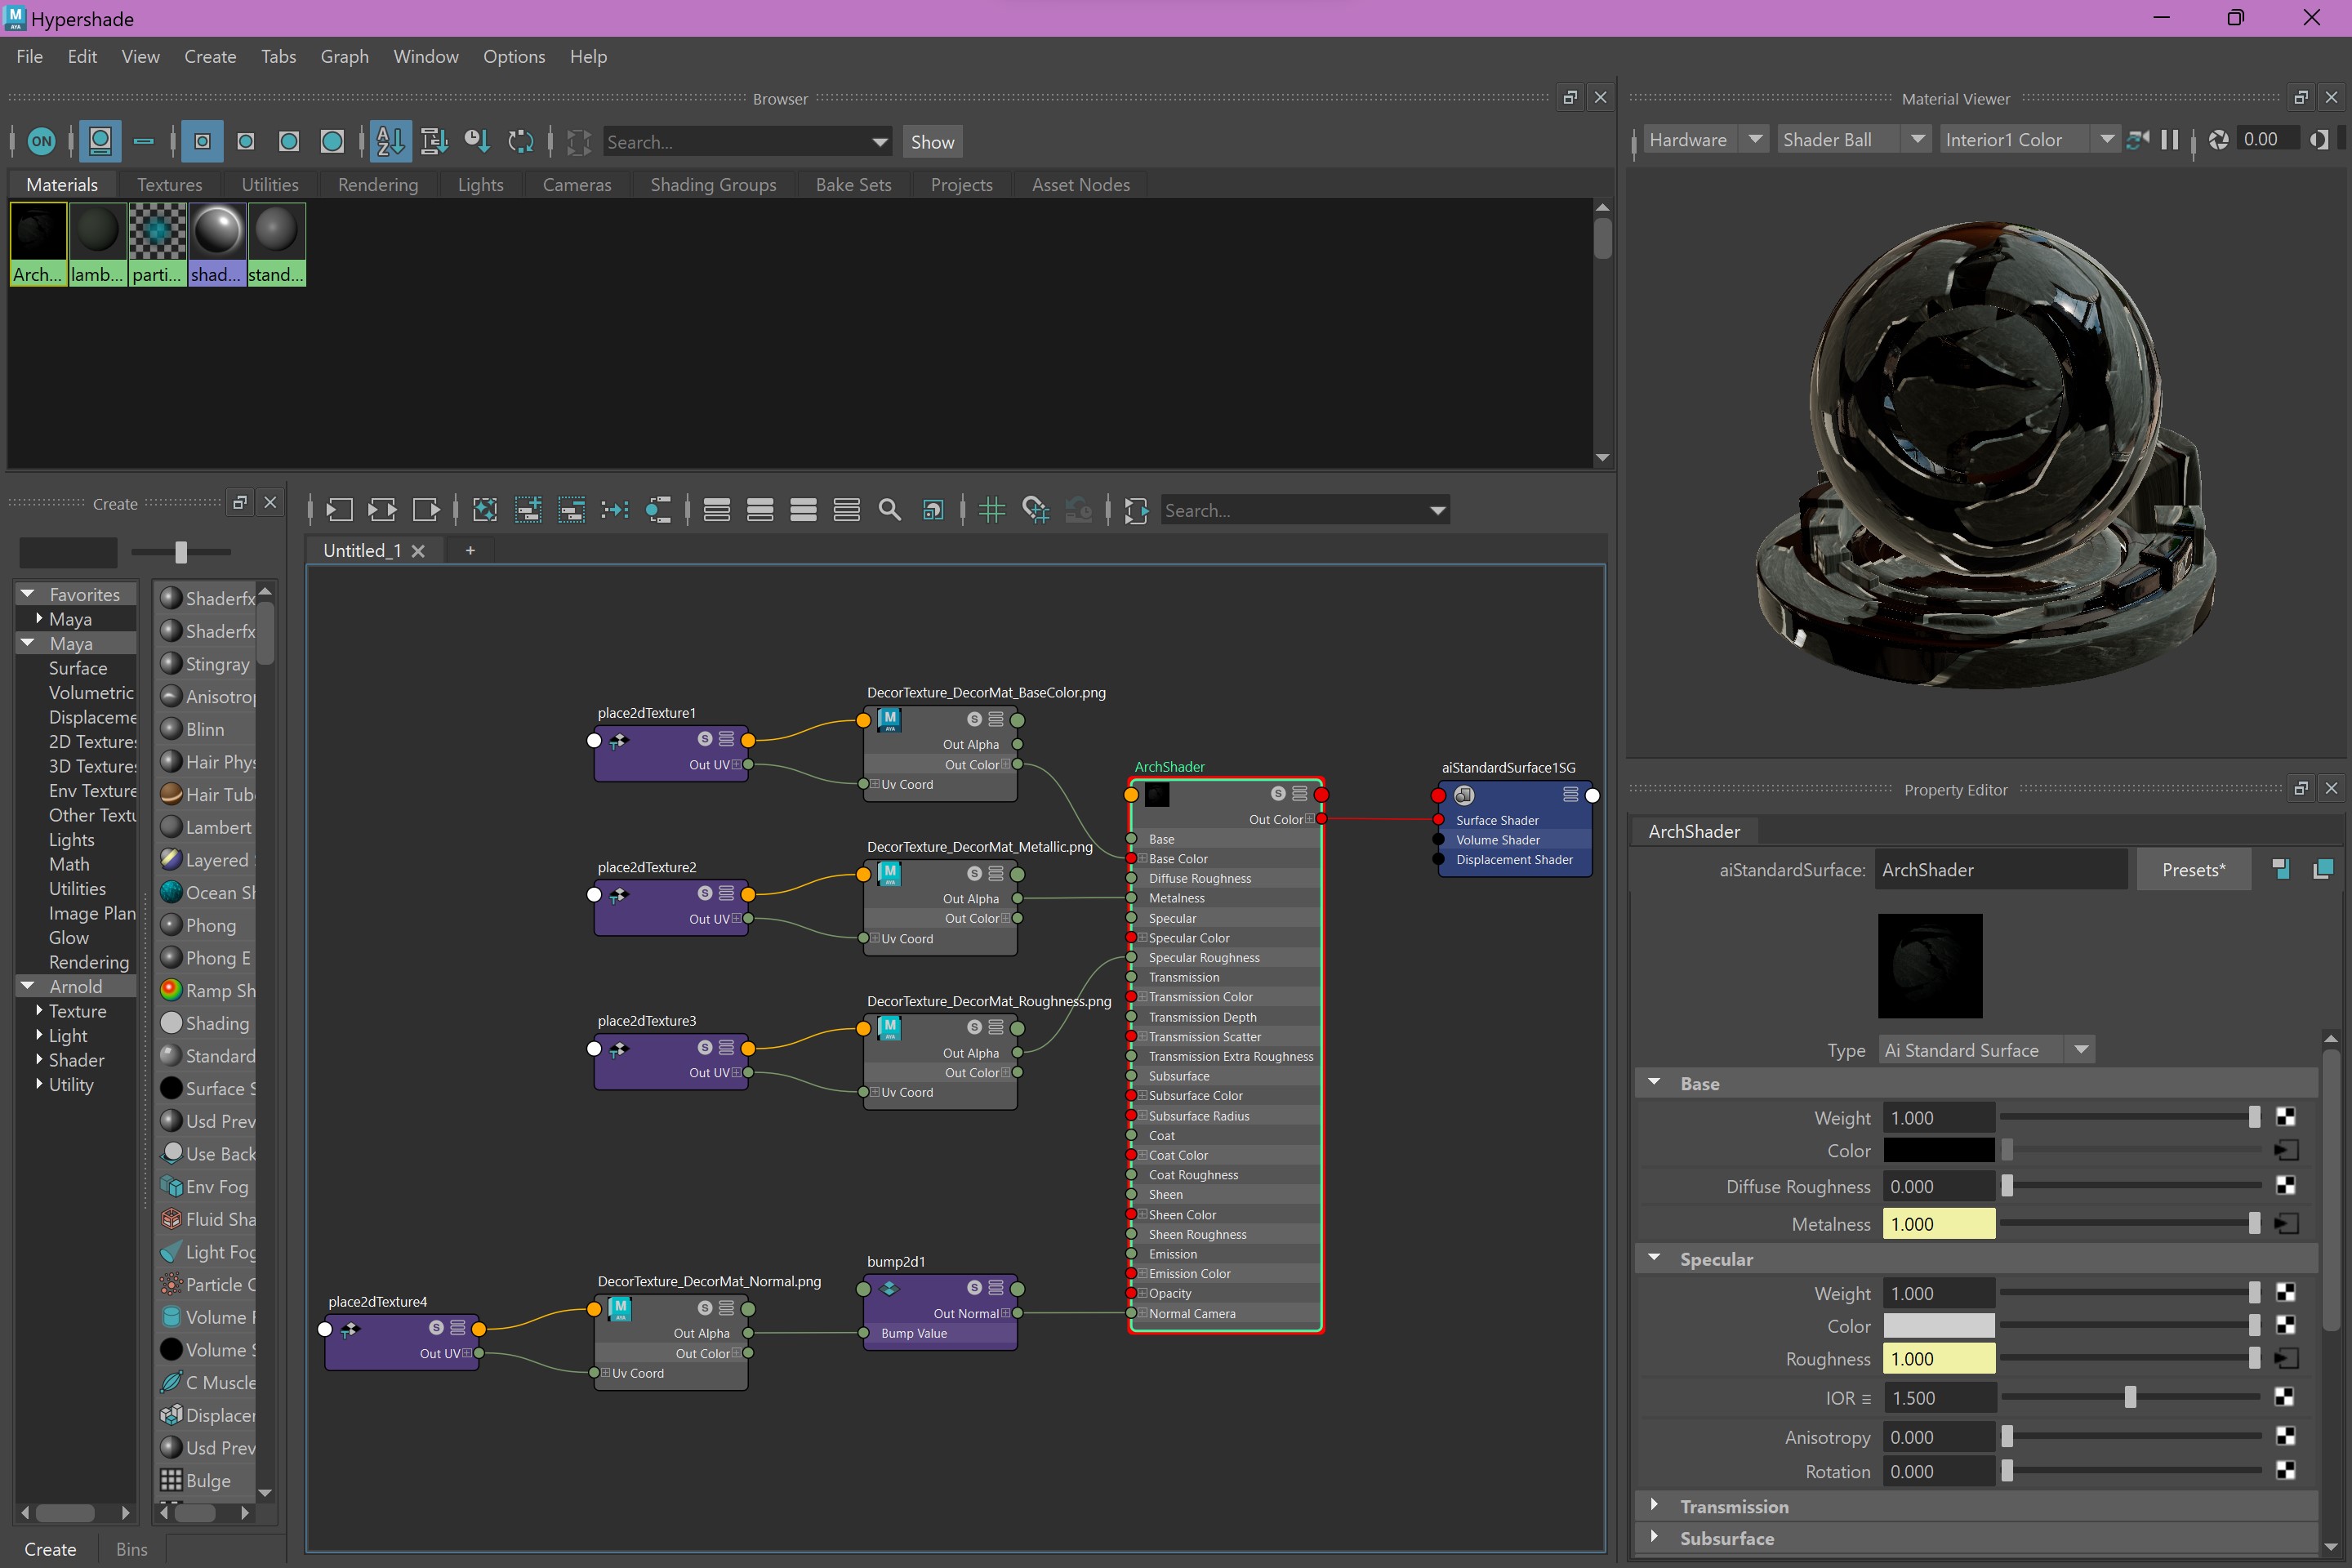 Hypershade
File Edit View Create Tabs Graph Window Options Help
Browser
ON
Search...
Show
Materials Textures Utilities Rendering Lights Cameras Shading Groups Bake Sets Projects Asset Nodes
Arch... lamb... parti... shad... stand...
Material Viewer
Hardware Shader Ball Interior1 Color 0.00
Create
Search...
Untitled_1 +
Favorites
Maya
Maya
Surface
Volumetric
Displaceme
2D Textures
3D Textures
Env Texture
Other Textu
Lights
Math
Utilities
Image Plan
Glow
Rendering
Arnold
Texture
Light
Shader
Utility
Shaderfx
Shaderfx
Stingray
Anisotrop
Blinn
Hair Phys
Hair Tub
Lambert
Layered
Ocean Sh
Phong
Phong E
Ramp Sh
Shading
Standard
Surface S
Usd Prev
Use Back
Env Fog
Fluid Sha
Light Fog
Particle C
Volume F
Volume S
C Muscle
Displacer
Usd Prev
Bulge
Create Bins
place2dTexture1
Out UV
DecorTexture_DecorMat_BaseColor.png
Out Alpha
Out Color
Uv Coord
place2dTexture2
Out UV
DecorTexture_DecorMat_Metallic.png
Out Alpha
Out Color
Uv Coord
place2dTexture3
Out UV
DecorTexture_DecorMat_Roughness.png
Out Alpha
Out Color
Uv Coord
place2dTexture4
Out UV
DecorTexture_DecorMat_Normal.png
Out Alpha
Out Color
Uv Coord
bump2d1
Out Normal
Bump Value
ArchShader
Out Color
Base
Base Color
Diffuse Roughness
Metalness
Specular
Specular Color
Specular Roughness
Transmission
Transmission Color
Transmission Depth
Transmission Scatter
Transmission Extra Roughness
Subsurface
Subsurface Color
Subsurface Radius
Coat
Coat Color
Coat Roughness
Sheen
Sheen Color
Sheen Roughness
Emission
Emission Color
Opacity
Normal Camera
aiStandardSurface1SG
Surface Shader
Volume Shader
Displacement Shader
Property Editor
ArchShader
aiStandardSurface: ArchShader Presets*
Type Ai Standard Surface
Base
Weight 1.000
Color
Diffuse Roughness 0.000
Metalness 1.000
Specular
Weight 1.000
Color
Roughness 1.000
IOR 1.500
Anisotropy 0.000
Rotation 0.000
Transmission
Subsurface